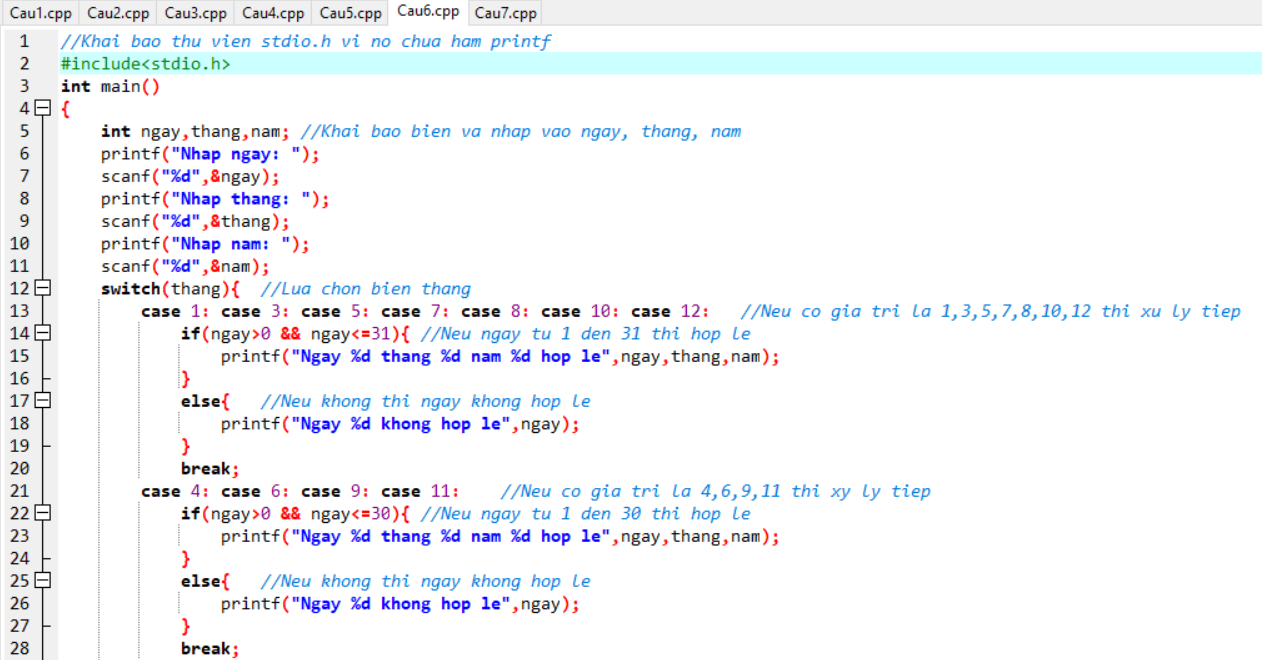 Cau1.cpp Cau2.cpp Cau3.cpp Cau4.cpp Cau5.cpp Cau6.cpp Cau7.cpp
1 //Khai bao thu vien stdio.h vi no chua ham printf
2 #include<stdio.h>
3 int main()
4 {
5 int ngay,thang,nam; //Khai bao bien va nhap vao ngay, thang, nam
6 printf("Nhap ngay: ");
7 scanf("%d",&ngay);
8 printf("Nhap thang: ");
9 scanf("%d",&thang);
10 printf("Nhap nam: ");
11 scanf("%d",&nam);
12 switch(thang){ //Lua chon bien thang
13 case 1: case 3: case 5: case 7: case 8: case 10: case 12: //Neu co gia tri la 1,3,5,7,8,10,12 thi xu ly tiep
14 if(ngay>0 && ngay<=31){ //Neu ngay tu 1 den 31 thi hop le
15 printf("Ngay %d thang %d nam %d hop le",ngay,thang,nam);
16 }
17 else{ //Neu khong thi ngay khong hop le
18 printf("Ngay %d khong hop le",ngay);
19 }
20 break;
21 case 4: case 6: case 9: case 11: //Neu co gia tri la 4,6,9,11 thi xy ly tiep
22 if(ngay>0 && ngay<=30){ //Neu ngay tu 1 den 30 thi hop le
23 printf("Ngay %d thang %d nam %d hop le",ngay,thang,nam);
24 }
25 else{ //Neu khong thi ngay khong hop le
26 printf("Ngay %d khong hop le",ngay);
27 }
28 break;